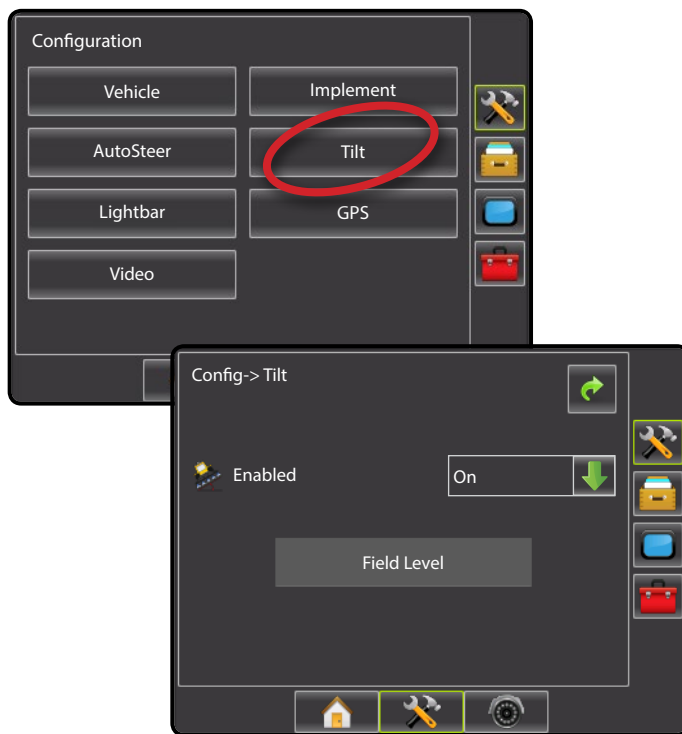 Configuration
Vehicle
Implement
AutoSteer
Tilt
Lightbar
GPS
Video
Config-> Tilt
Enabled
On
Field Level